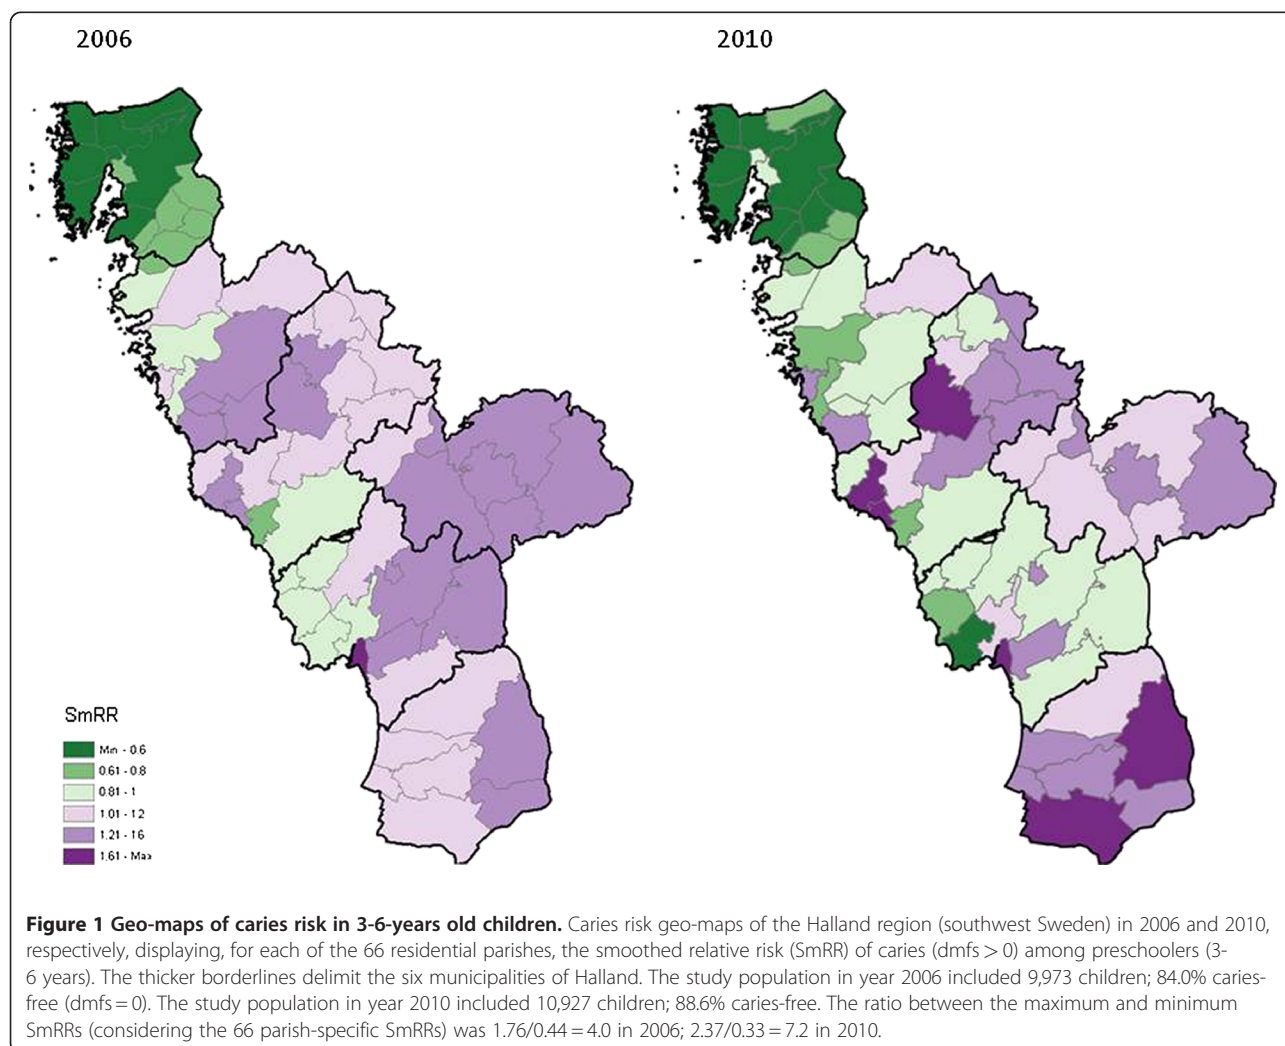 2006
2010
SmRR
Min - 0.6
0.61 - 0.8
0.81 - 1
1.01 - 1.2
1.21 - 1.6
1.61 - Max
Figure 1 Geo-maps of caries risk in 3-6-years old children. Caries risk geo-maps of the Halland region (southwest Sweden) in 2006 and 2010,
respectively, displaying, for each of the 66 residential parishes, the smoothed relative risk (SmRR) of caries (dmfs > 0) among preschoolers (3-
6 years). The thicker borderlines delimit the six municipalities of Halland. The study population in year 2006 included 9,973 children; 84.0% caries-
free (dmfs = 0). The study population in year 2010 included 10,927 children; 88.6% caries-free. The ratio between the maximum and minimum
SmRRs (considering the 66 parish-specific SmRRs) was 1.76/0.44 = 4.0 in 2006; 2.37/0.33 = 7.2 in 2010.